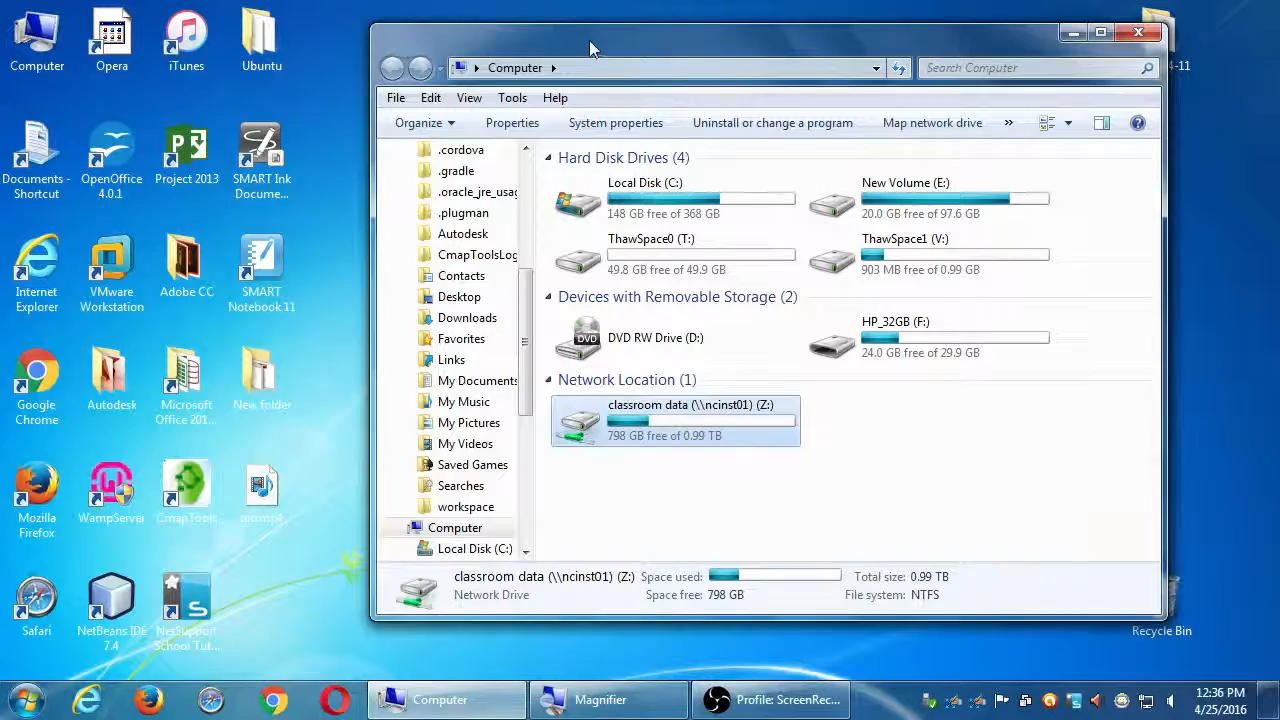 Computer
Opera
iTunes
Ubuntu
Documents - Shortcut
OpenOffice 4.0.1
Project 2013
SMART Ink Docume...
Internet Explorer
VMware Workstation
Adobe CC
SMART Notebook 11
Google Chrome
Autodesk
Microsoft Office 201...
New folder
Mozilla Firefox
WampServer
CmapTools
Safari
NetBeans IDE 7.4
NetSupport School Tut...
-11
Recycle Bin
Computer
Search Computer
File Edit View Tools Help
Organize Properties System properties Uninstall or change a program Map network drive »
.cordova
.gradle
.oracle_jre_usag
.plugman
Autodesk
CmapToolsLog
Contacts
Desktop
Downloads
Favorites
Links
My Documents
My Music
My Pictures
My Videos
Saved Games
Searches
workspace
Computer
Local Disk (C:)
Hard Disk Drives (4)
Local Disk (C:)
148 GB free of 368 GB
New Volume (E:)
20.0 GB free of 97.6 GB
ThawSpace0 (T:)
49.8 GB free of 49.9 GB
ThawSpace1 (V:)
903 MB free of 0.99 GB
Devices with Removable Storage (2)
DVD
DVD RW Drive (D:)
HP_32GB (F:)
24.0 GB free of 29.9 GB
Network Location (1)
classroom data (\\ncinst01) (Z:)
798 GB free of 0.99 TB
classroom data (\\ncinst01) (Z:) Space used: Total size: 0.99 TB
Network Drive Space free: 798 GB File system: NTFS
Computer
Magnifier
Profile: ScreenRec...
12:36 PM
4/25/2016